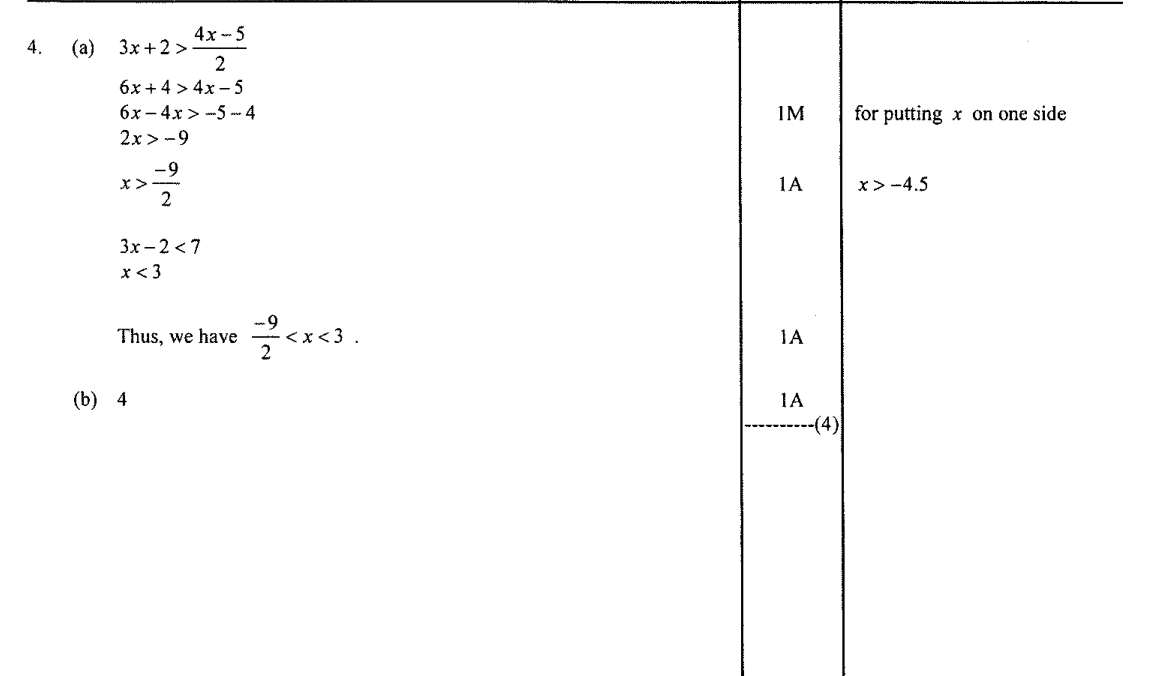 4. (a) 3x + 2 > (4x − 5)/2
6x + 4 > 4x − 5
6x − 4x > −5 − 4 1M for putting x on one side
2x > −9
x > −9/2 1A x > −4.5
3x − 2 < 7
x < 3
Thus, we have −9/2 < x < 3 . 1A
(b) 4 1A
----------(4)